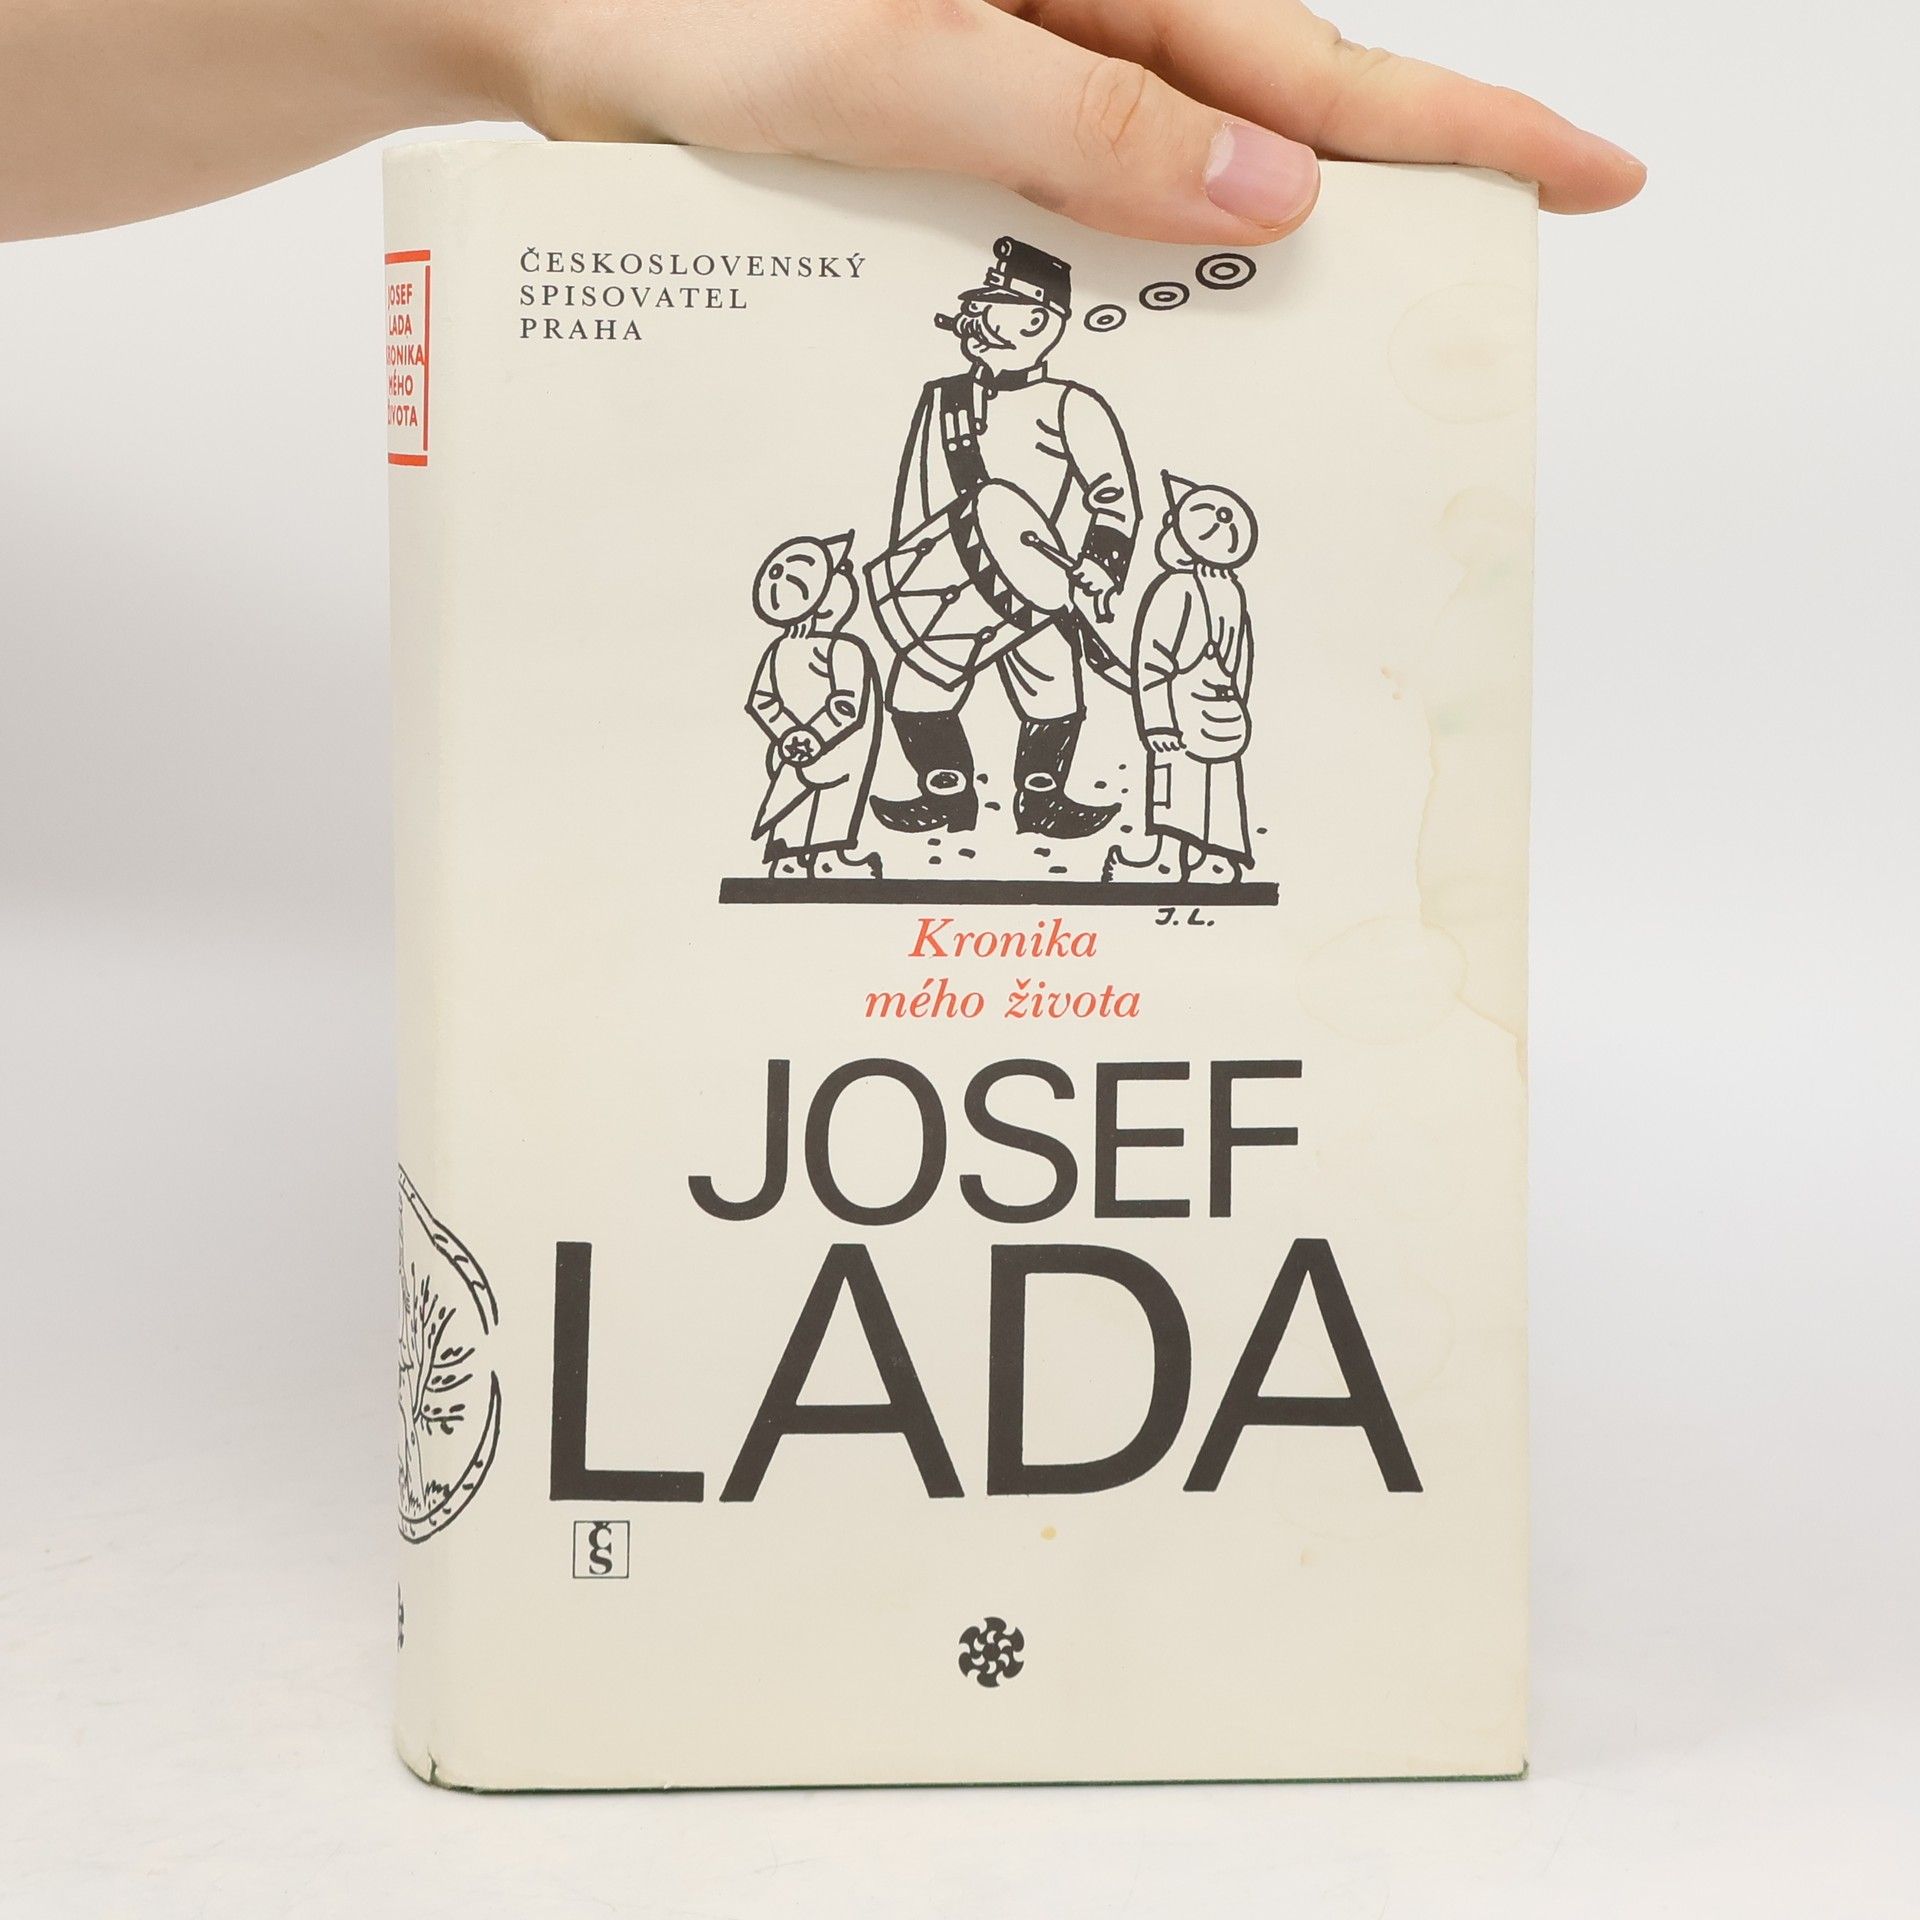 ČESKOSLOVENSKÝ
SPISOVATEL
PRAHA
JOSEF
LADA
KRONIKA
MÉHO
ŽIVOTA
J. L.
Kronika
mého života
JOSEF
LADA
ČS